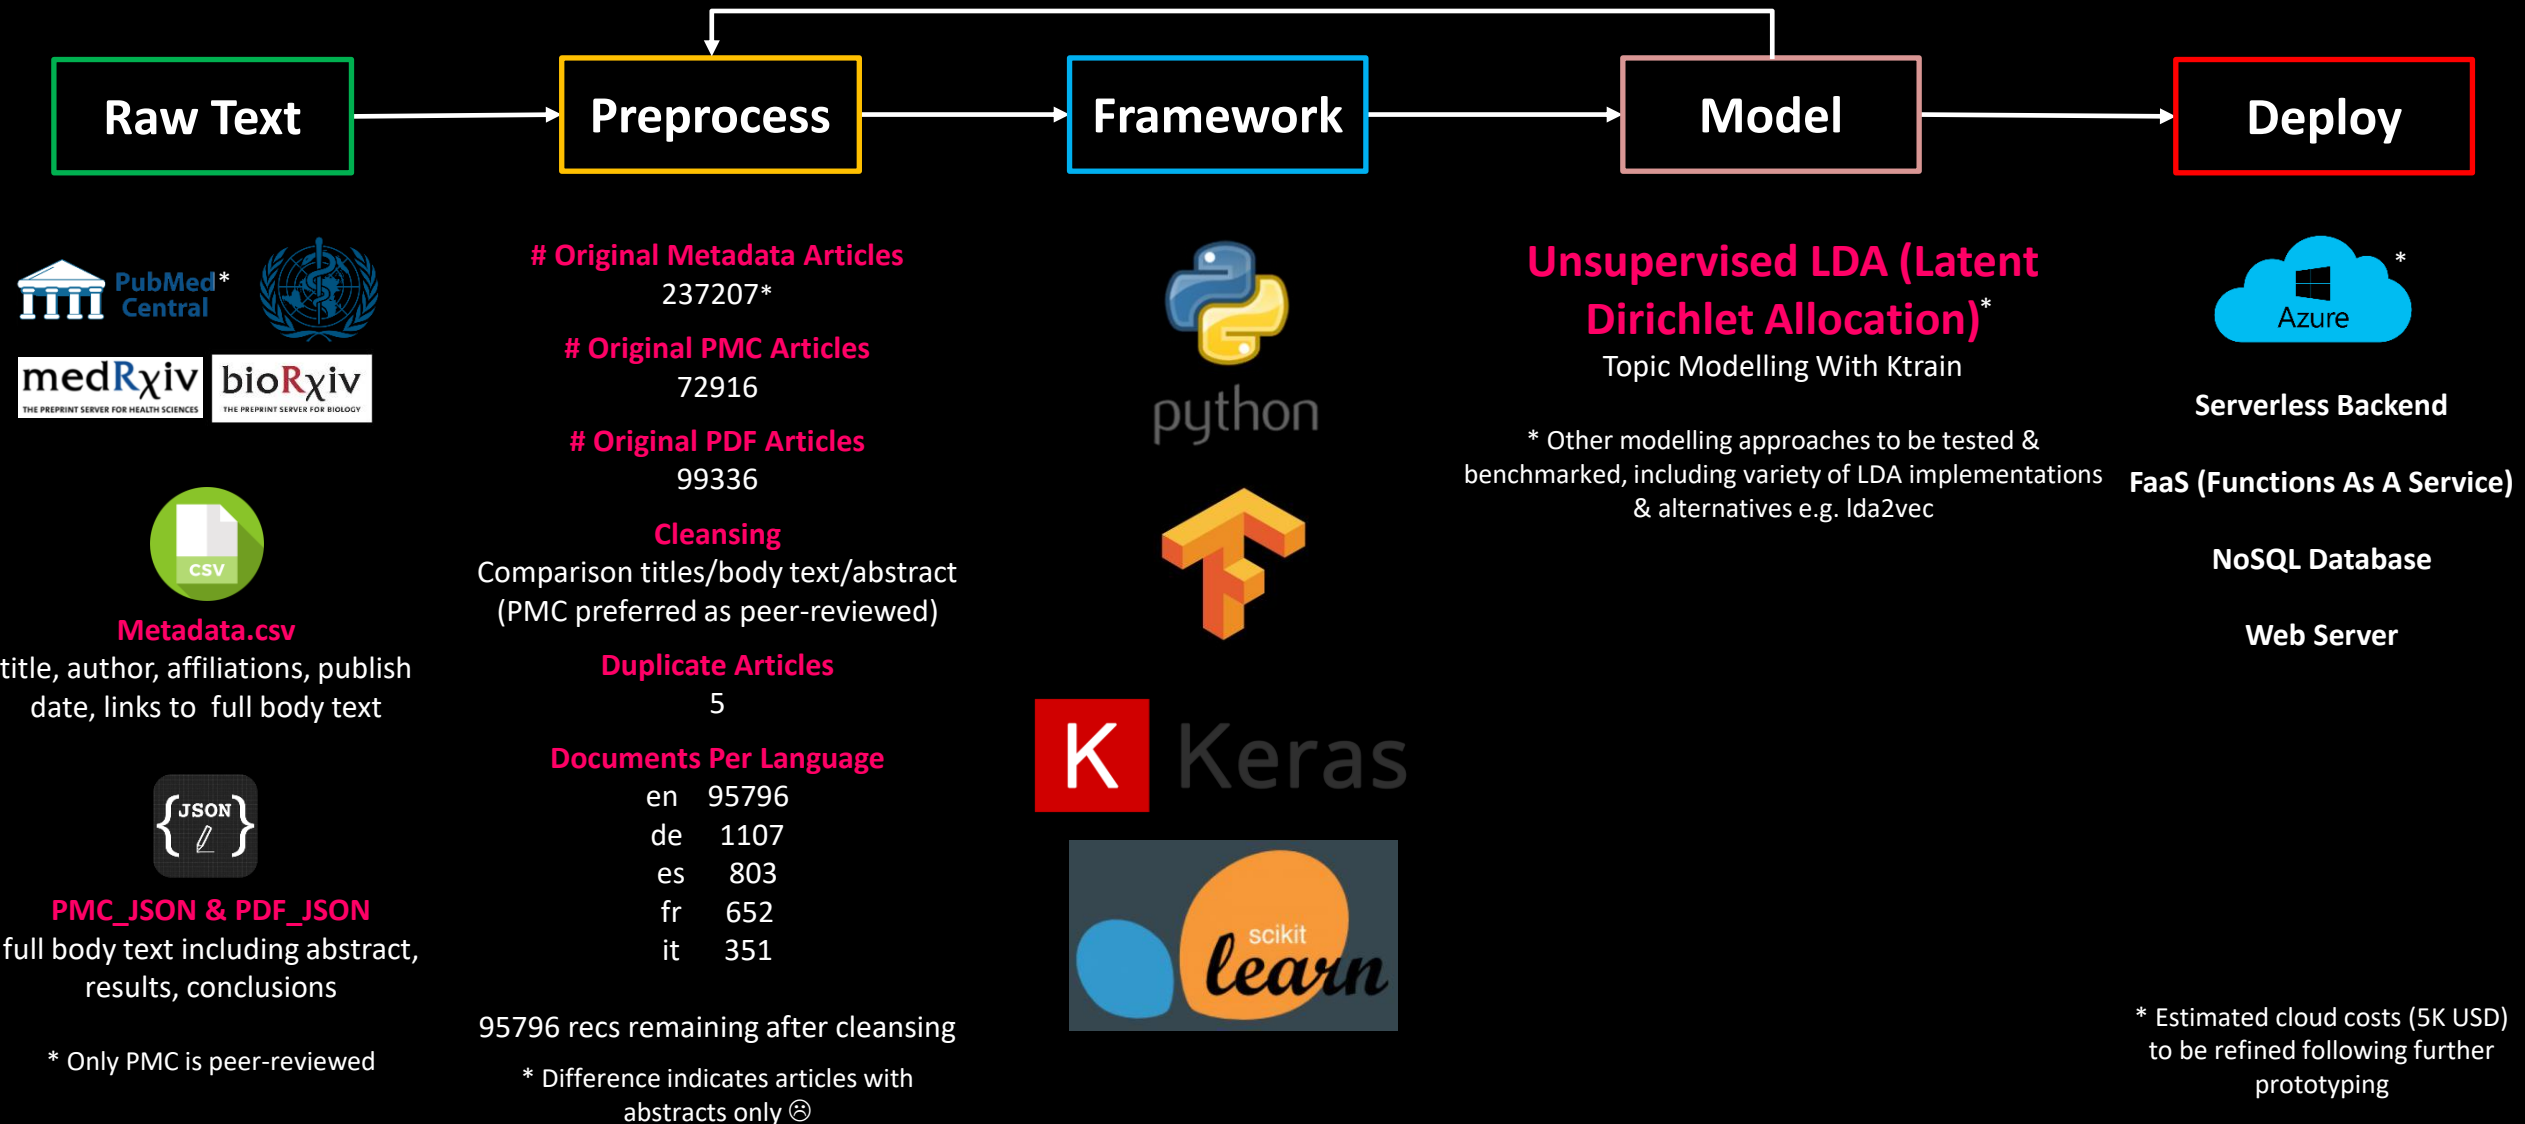 Raw Text
Preprocess
Framework
Model
Deploy
PubMed*
Central
medRxiv
THE PREPRINT SERVER FOR HEALTH SCIENCES
bioRxiv
THE PREPRINT SERVER FOR BIOLOGY
CSV
Metadata.csv
title, author, affiliations, publish
date, links to full body text
JSON
PMC_JSON & PDF_JSON
full body text including abstract,
results, conclusions
* Only PMC is peer-reviewed
# Original Metadata Articles
237207*
# Original PMC Articles
72916
# Original PDF Articles
99336
Cleansing
Comparison titles/body text/abstract
(PMC preferred as peer-reviewed)
Duplicate Articles
5
Documents Per Language
en 95796
de 1107
es 803
fr 652
it 351
95796 recs remaining after cleansing
* Difference indicates articles with
abstracts only ☹
python
K Keras
scikit
learn
Unsupervised LDA (Latent
Dirichlet Allocation)*
Topic Modelling With Ktrain
* Other modelling approaches to be tested &
benchmarked, including variety of LDA implementations
& alternatives e.g. lda2vec
*
Azure
Serverless Backend
FaaS (Functions As A Service)
NoSQL Database
Web Server
* Estimated cloud costs (5K USD)
to be refined following further
prototyping